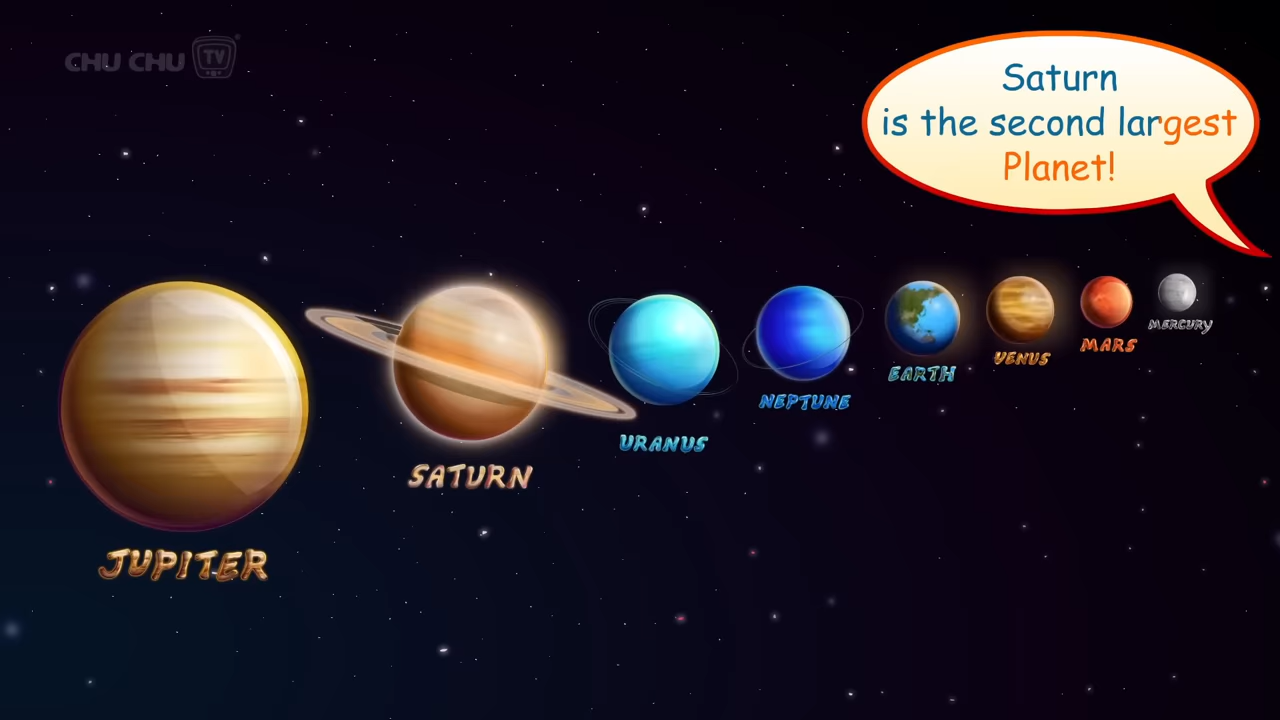 CHU CHU TV
Saturn
is the second largest
Planet!
JUPITER
SATURN
URANUS
NEPTUNE
EARTH
VENUS
MARS
MERCURY